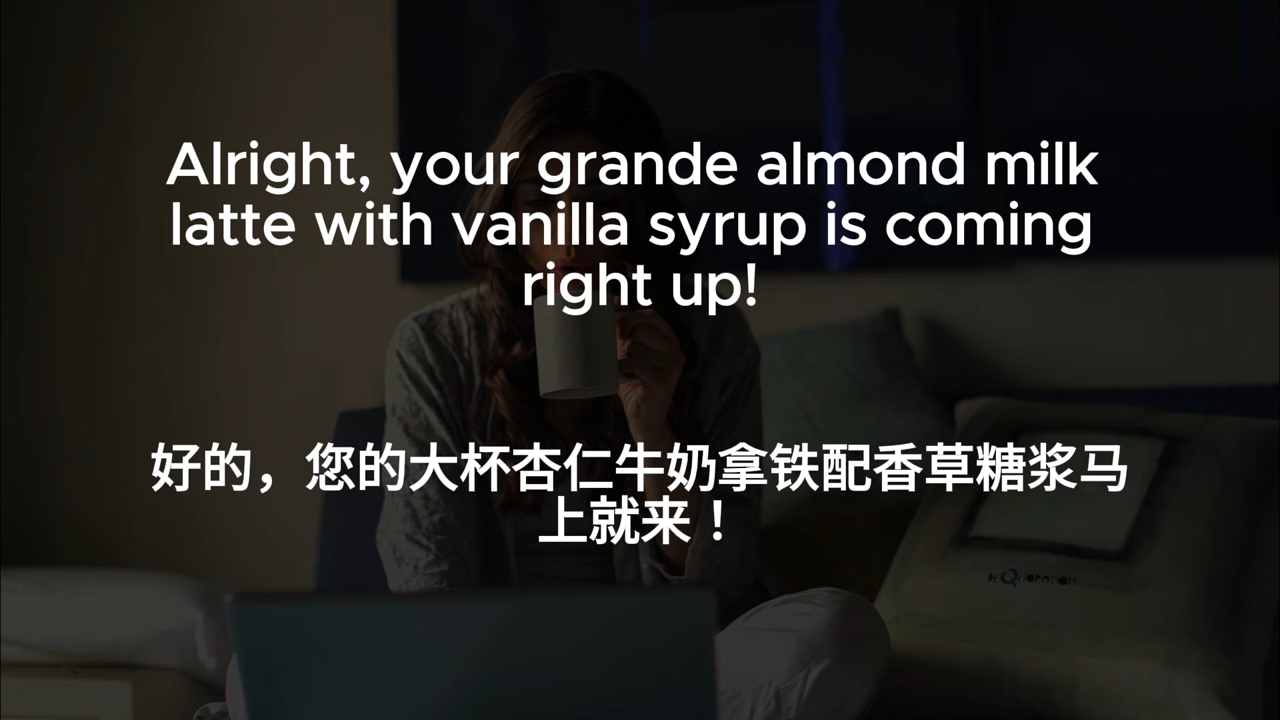 Alright, your grande almond milk
latte with vanilla syrup is coming
right up!
好的，您的大杯杏仁牛奶拿铁配香草糖浆马
上就来！